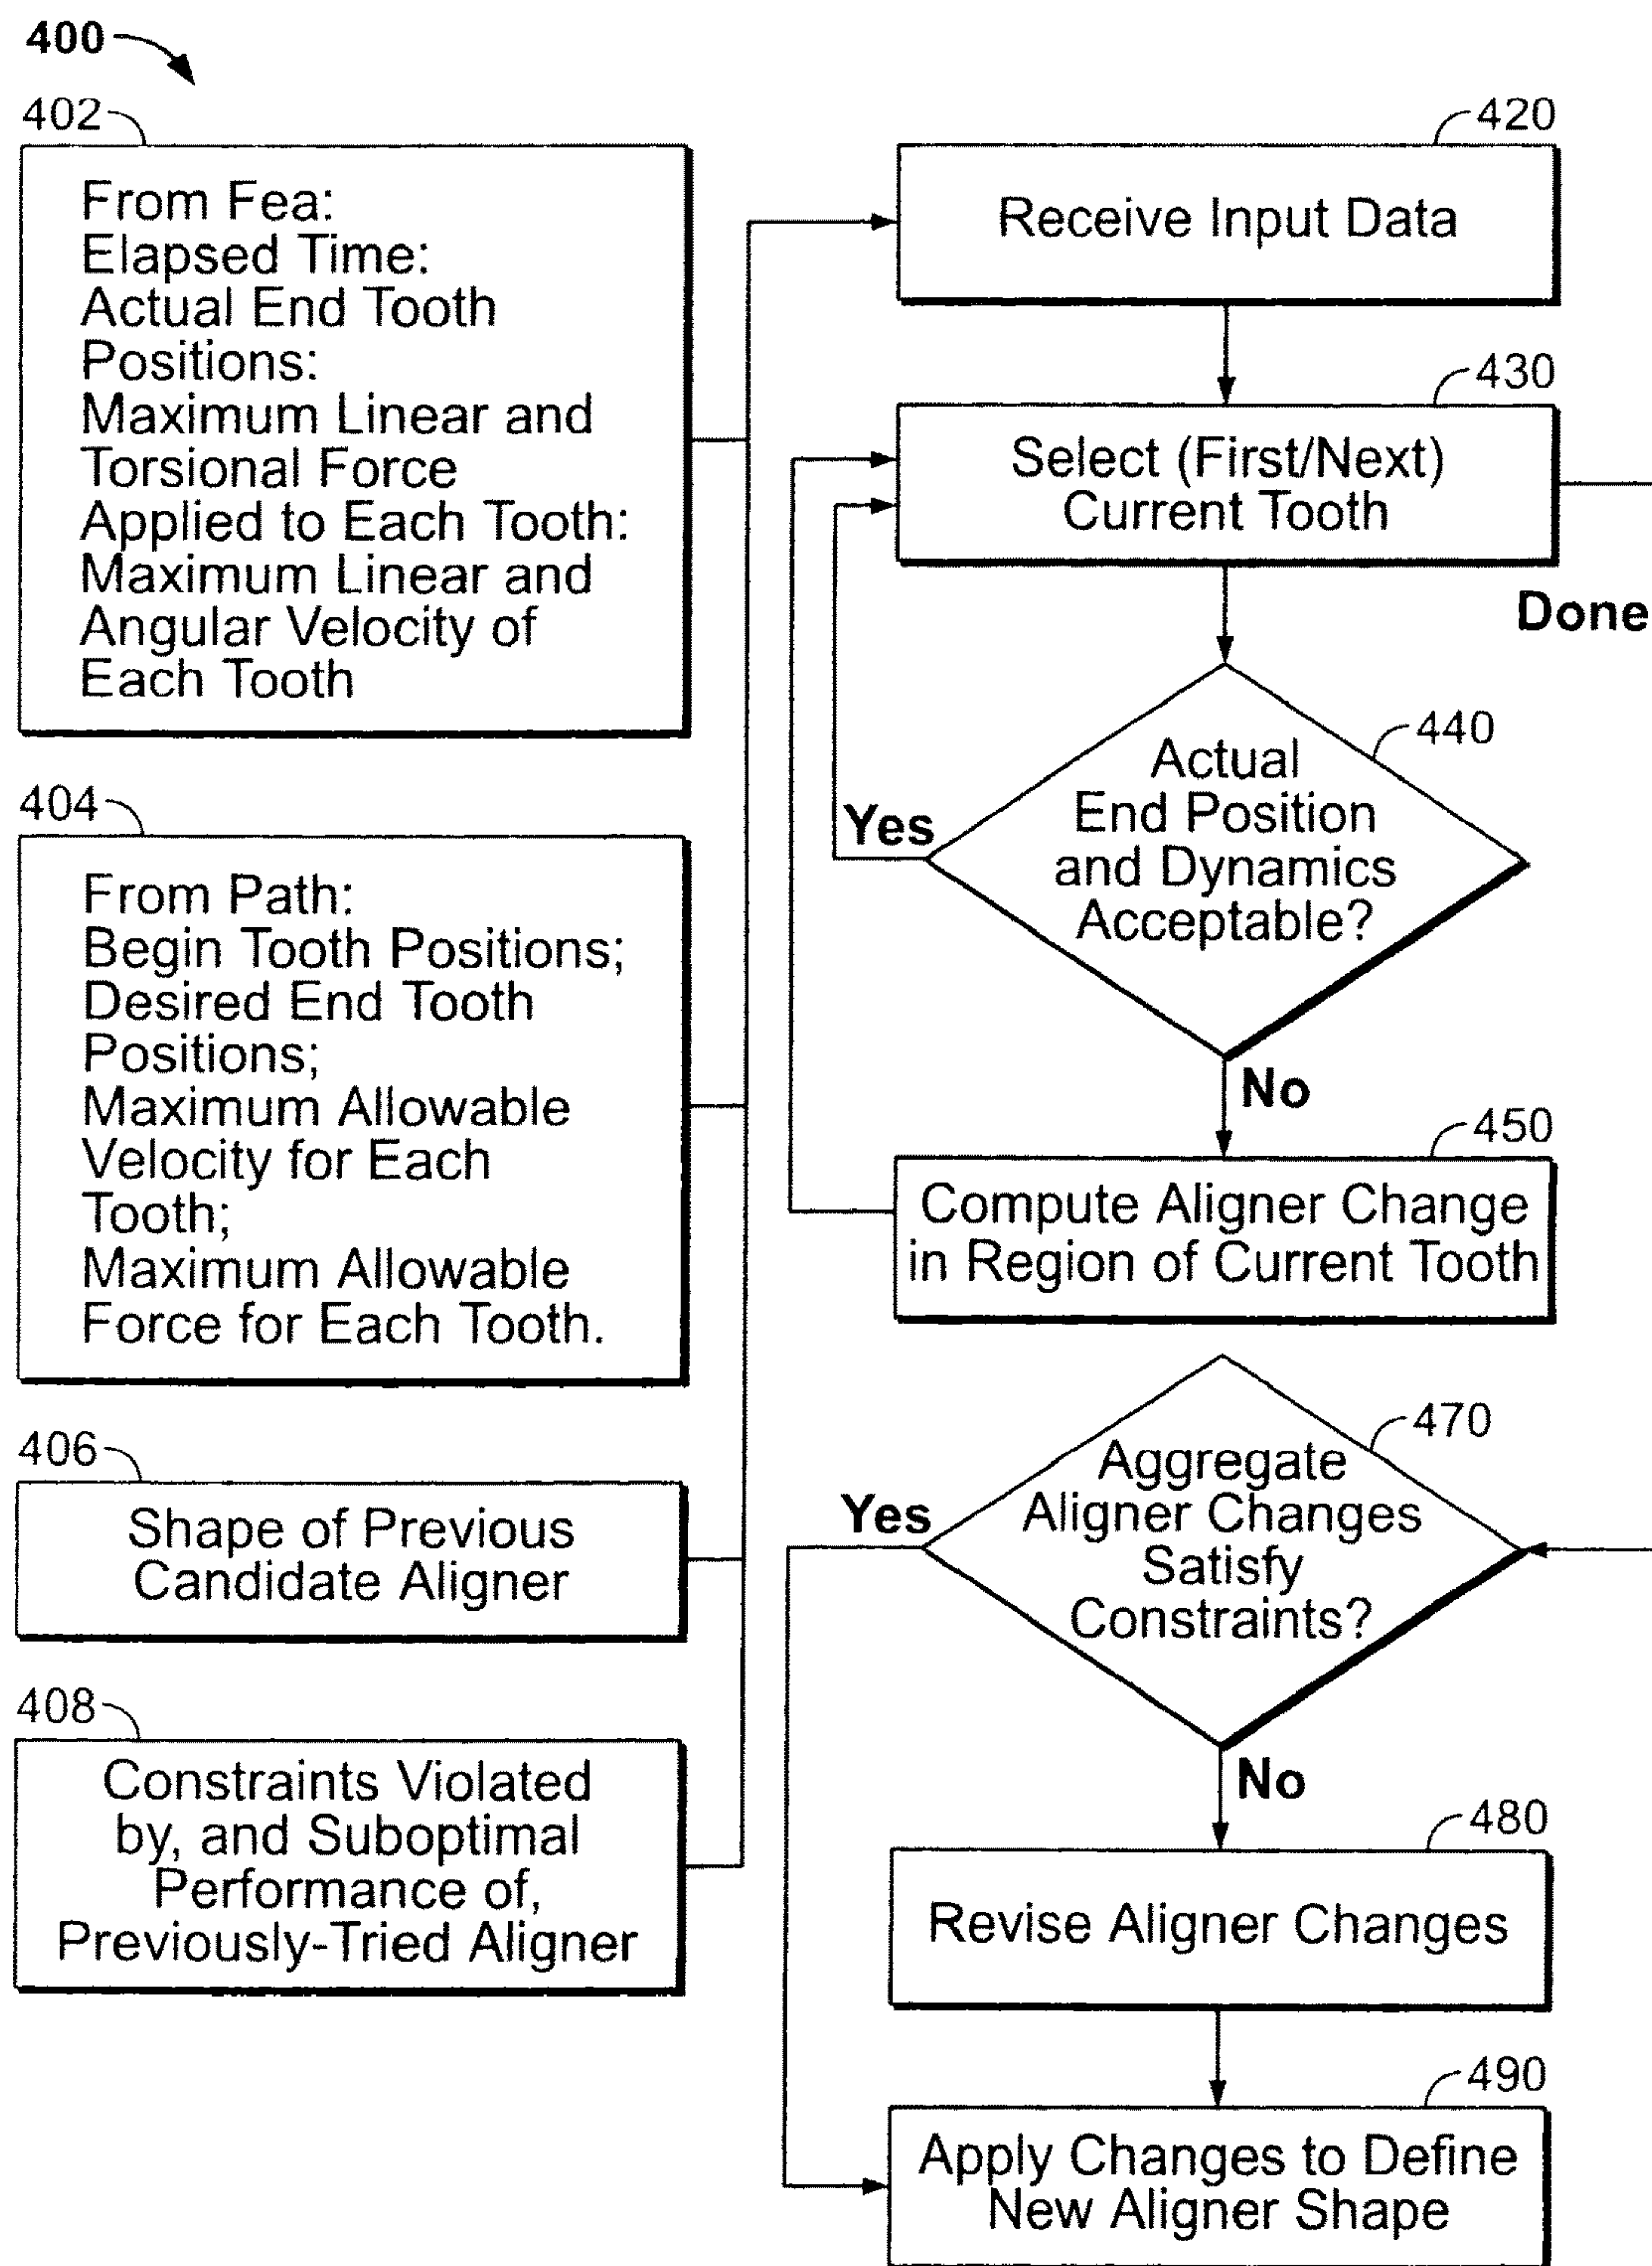 400
402
From Fea:
Elapsed Time:
Actual End Tooth
Positions:
Maximum Linear and
Torsional Force
Applied to Each Tooth:
Maximum Linear and
Angular Velocity of
Each Tooth
404
From Path:
Begin Tooth Positions;
Desired End Tooth
Positions;
Maximum Allowable
Velocity for Each
Tooth;
Maximum Allowable
Force for Each Tooth.
406
Shape of Previous
Candidate Aligner
408
Constraints Violated
by, and Suboptimal
Performance of,
Previously-Tried Aligner
420
Receive Input Data
430
Select (First/Next)
Current Tooth
Done
440
Actual
End Position
and Dynamics
Acceptable?
Yes
No
450
Compute Aligner Change
in Region of Current Tooth
470
Aggregate
Aligner Changes
Satisfy
Constraints?
Yes
No
480
Revise Aligner Changes
490
Apply Changes to Define
New Aligner Shape